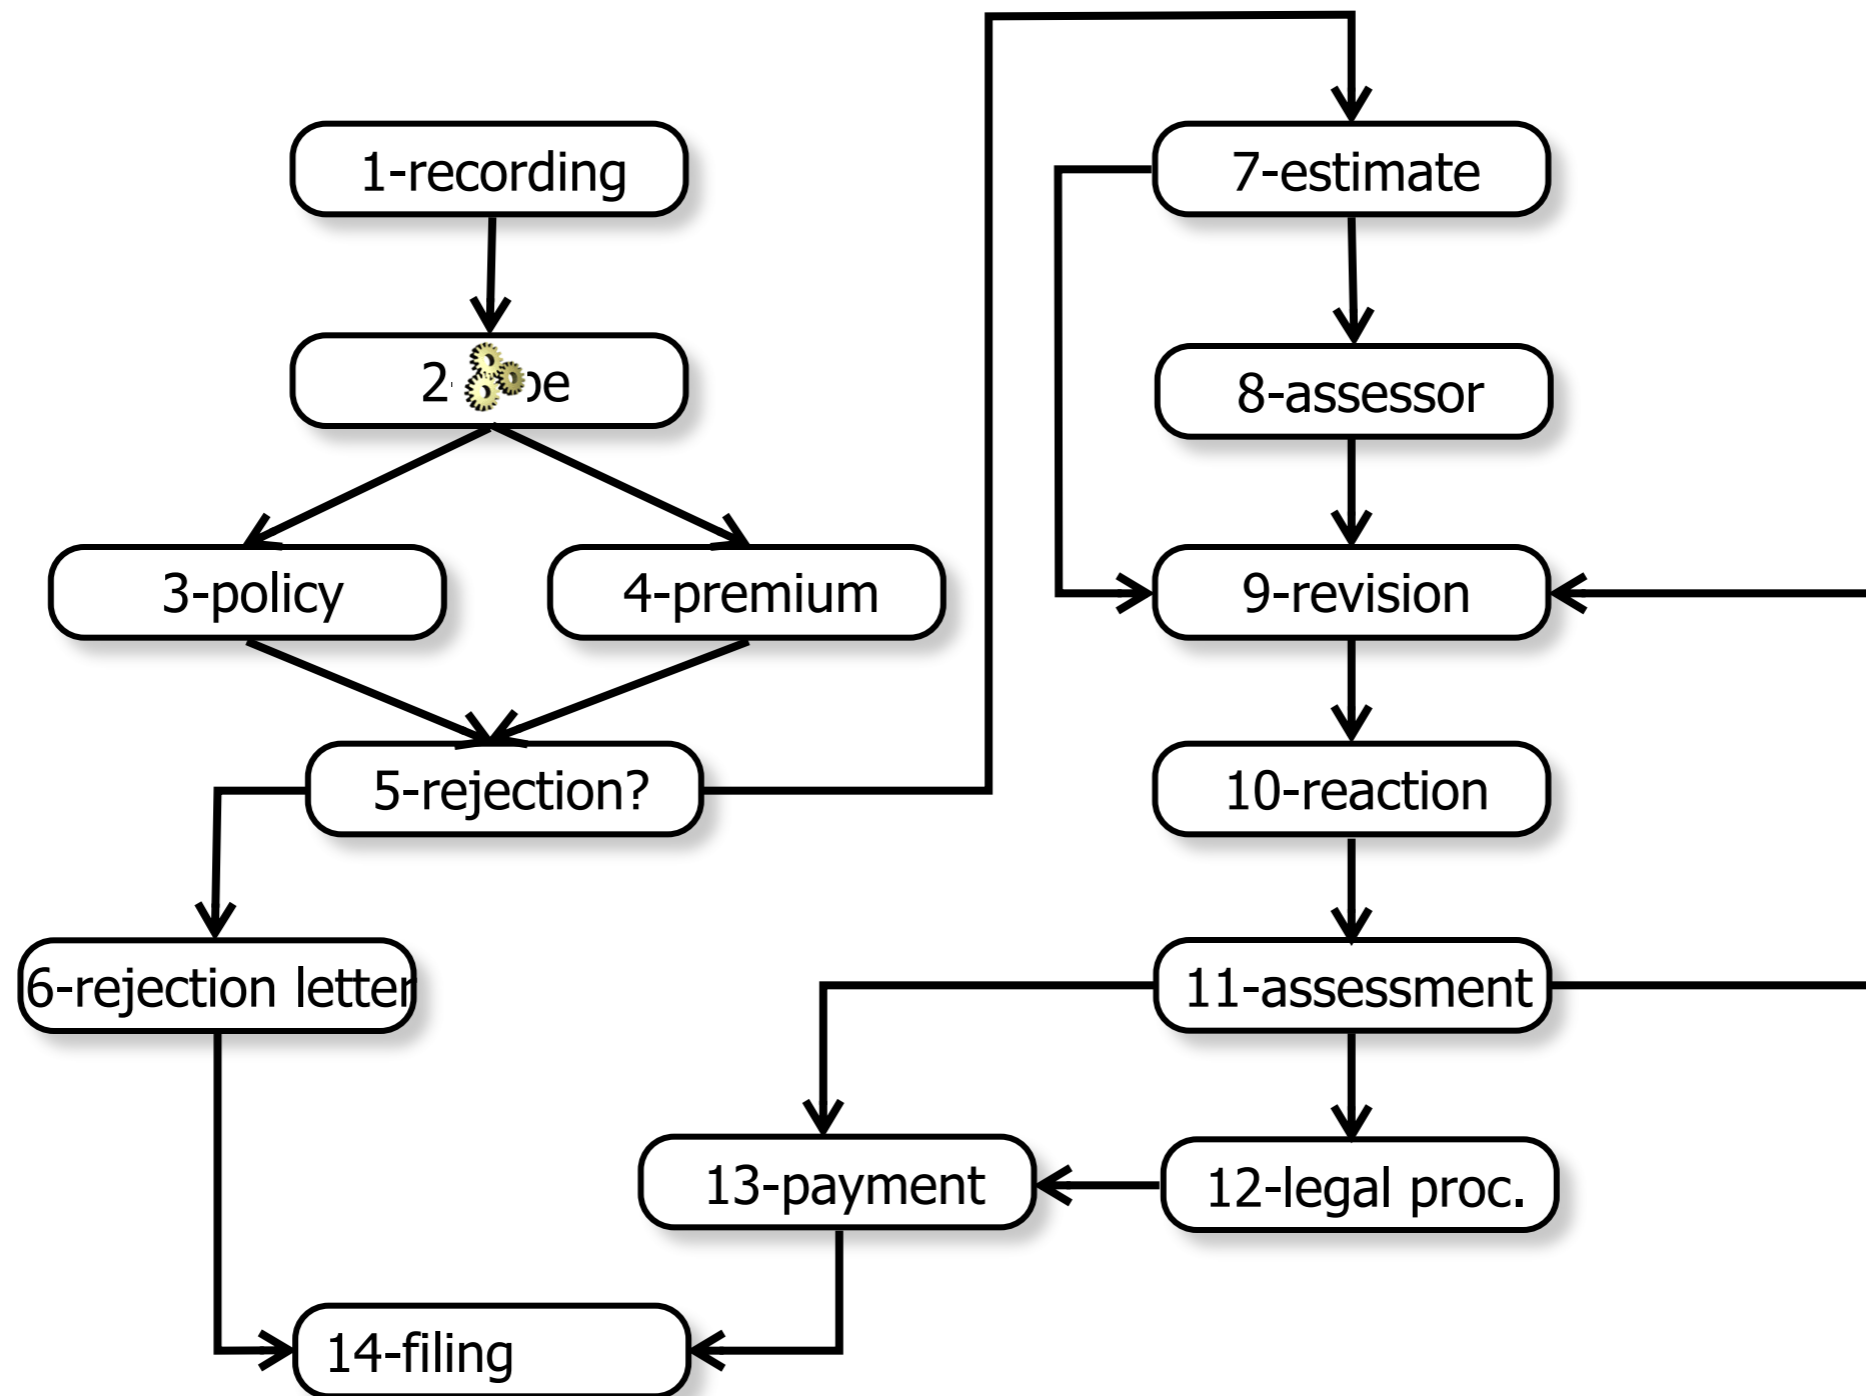 1-recording
3-policy
4-premium
5-rejection?
6-rejection letter
7-estimate
8-assessor
9-revision
10-reaction
11-assessment
12-legal proc.
13-payment
14-filing